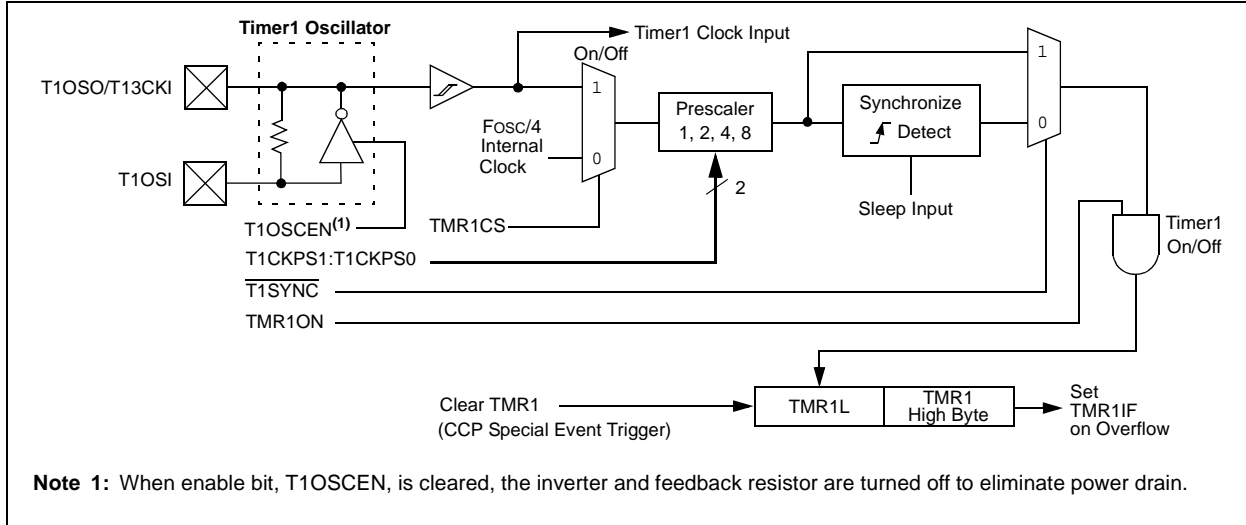 Timer1 Oscillator
Timer1 Clock Input
On/Off
T1OSO/T13CKI
1
1
Prescaler
1, 2, 4, 8
Synchronize
Detect
FOSC/4
Internal
Clock
0
0
T1OSI
2
Sleep Input
T1OSCEN(1)
TMR1CS
Timer1
On/Off
T1CKPS1:T1CKPS0
T1SYNC
TMR1ON
Clear TMR1
(CCP Special Event Trigger)
TMR1L
TMR1
High Byte
Set
TMR1IF
on Overflow
Note 1: When enable bit, T1OSCEN, is cleared, the inverter and feedback resistor are turned off to eliminate power drain.